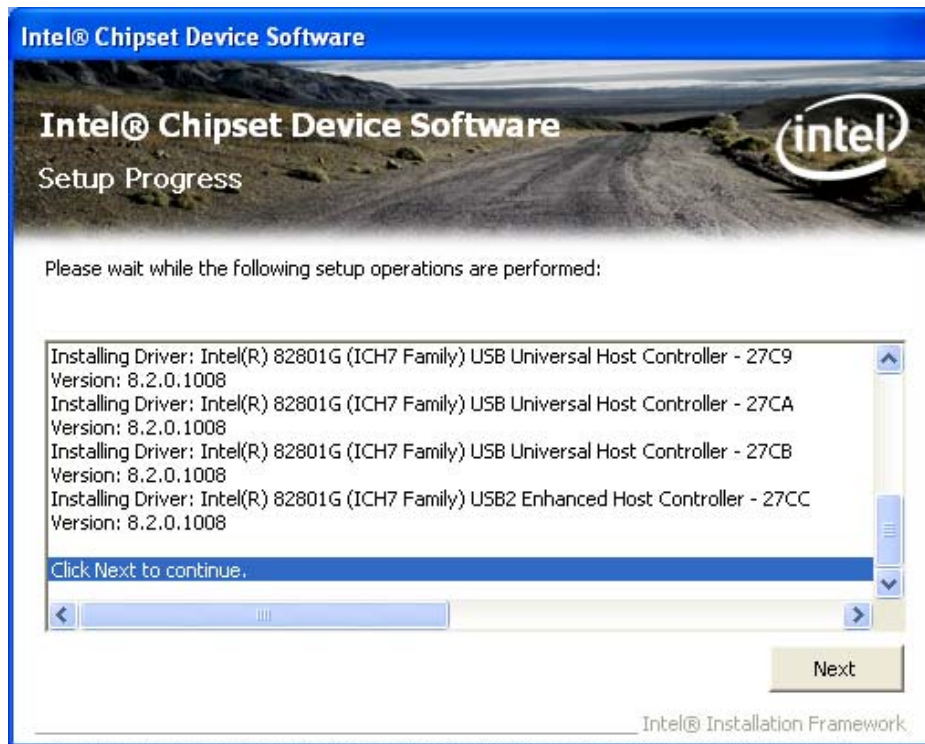 Intel® Chipset Device Software
Intel® Chipset Device Software
intel
Setup Progress
Please wait while the following setup operations are performed:
Installing Driver: Intel(R) 82801G (ICH7 Family) USB Universal Host Controller - 27C9
Version: 8.2.0.1008
Installing Driver: Intel(R) 82801G (ICH7 Family) USB Universal Host Controller - 27CA
Version: 8.2.0.1008
Installing Driver: Intel(R) 82801G (ICH7 Family) USB Universal Host Controller - 27CB
Version: 8.2.0.1008
Installing Driver: Intel(R) 82801G (ICH7 Family) USB2 Enhanced Host Controller - 27CC
Version: 8.2.0.1008
Click Next to continue.
Next
Intel® Installation Framework